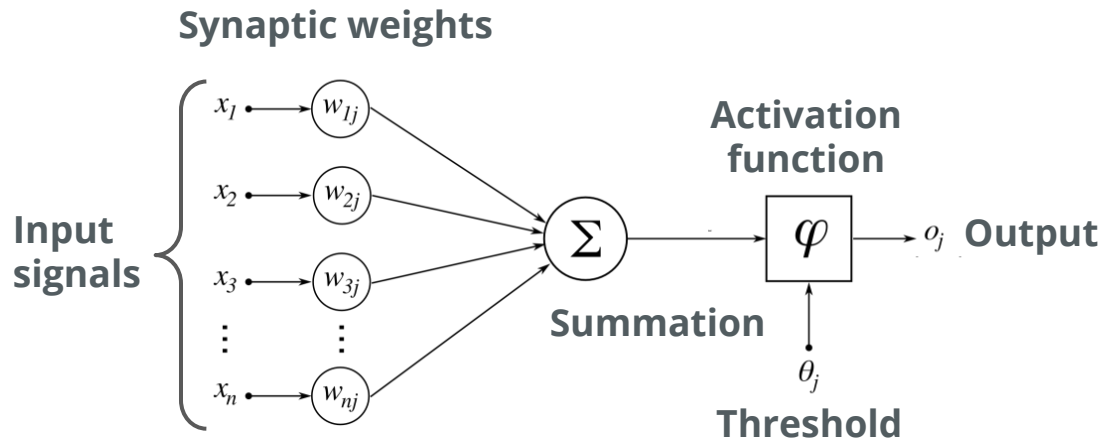 Synaptic weights
x₁ w₁ⱼ
Activation
function
x₂ w₂ⱼ
Input
signals
Σ φ oⱼ Output
x₃ w₃ⱼ
Summation
⋮ ⋮
θⱼ
xₙ wₙⱼ
Threshold